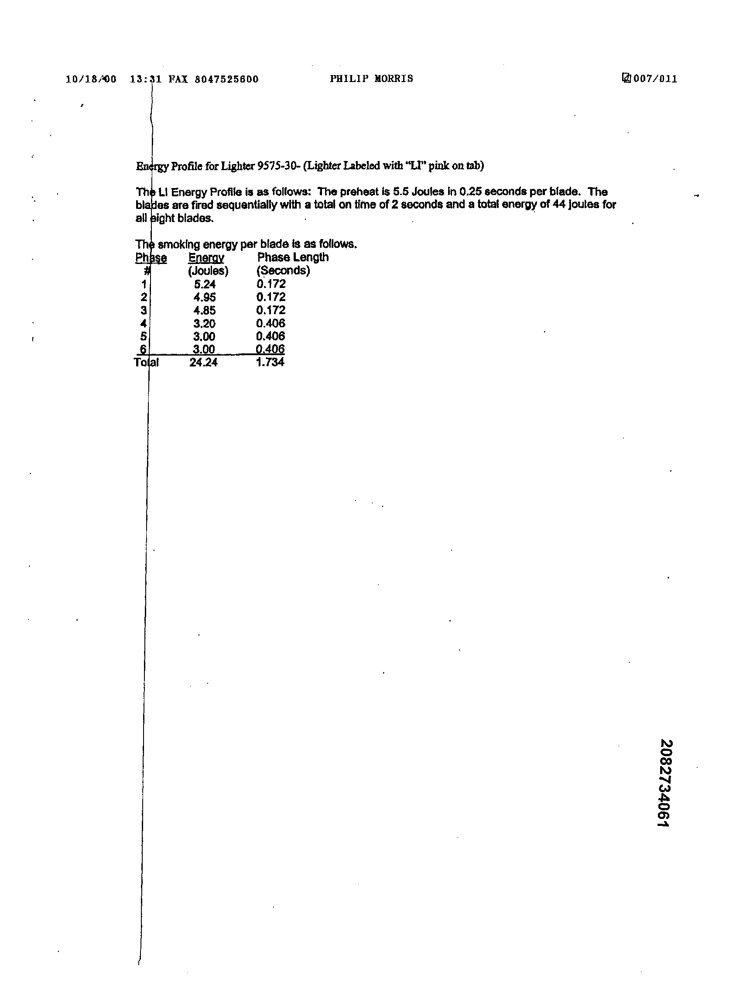 10/18/00 13:31 FAX 8047525600 PHILIP MORRIS 007/011
Energy Profile for Lighter 9575-30- (Lighter Labeled with "LI" pink on tab)
The LI Energy Profile is as follows: The preheat is 5.5 Joules in 0.25 seconds per blade. The
blades are fired sequentially with a total on time of 2 seconds and a total energy of 44 joules for
all eight blades.
The smoking energy per blade is as follows.
Phase Energy Phase Length
# (Joules) (Seconds)
1 5.24 0.172
2 4.95 0.172
3 4.85 0.172
4 3.20 0.406
5 3.00 0.406
6 3.00 0.406
Total 24.24 1.734
2082734061